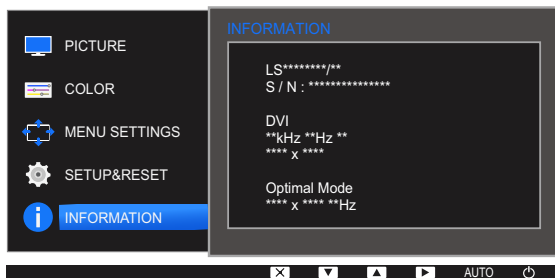 PICTURE
COLOR
MENU SETTINGS
SETUP&RESET
INFORMATION
INFORMATION
LS********/**
S / N : ***************
DVI
**kHz **Hz **
**** x ****
Optimal Mode
**** x **** **Hz
AUTO